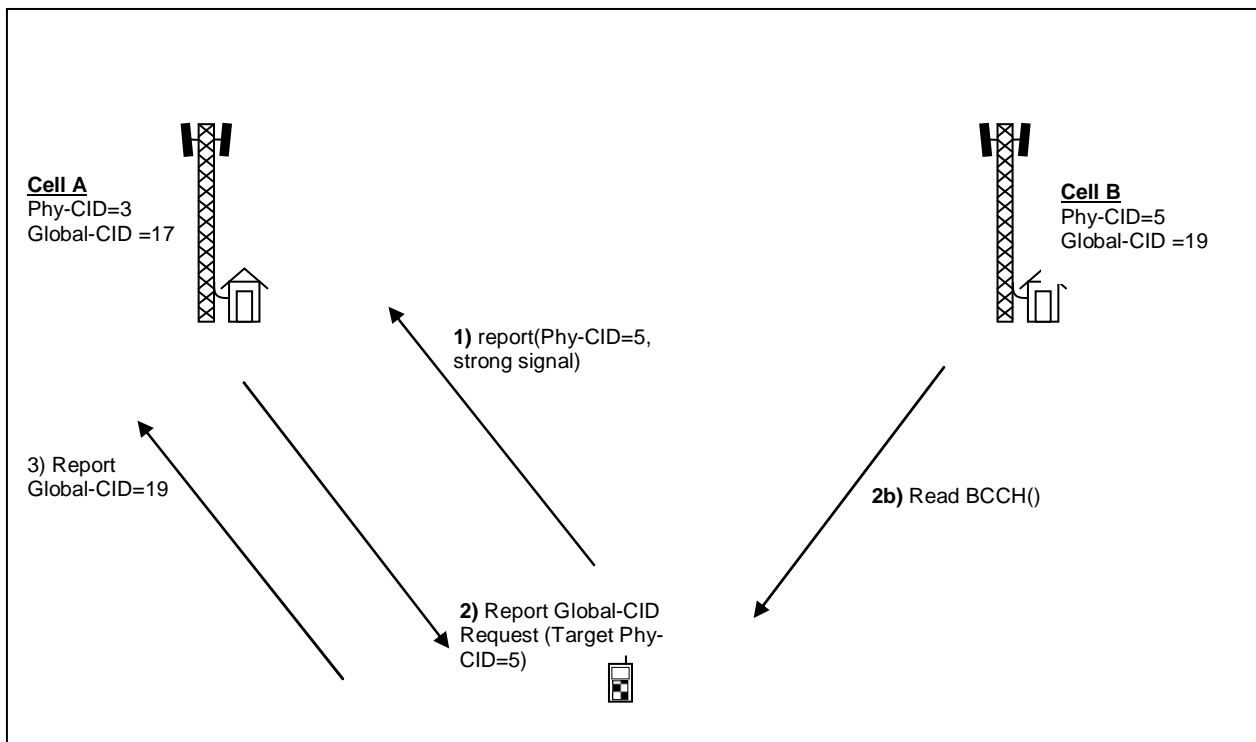 Cell A
Phy-CID=3
Global-CID =17
Cell B
Phy-CID=5
Global-CID =19
1) report(Phy-CID=5,
strong signal)
3) Report
Global-CID=19
2b) Read BCCH()
2) Report Global-CID
Request (Target Phy-
CID=5)